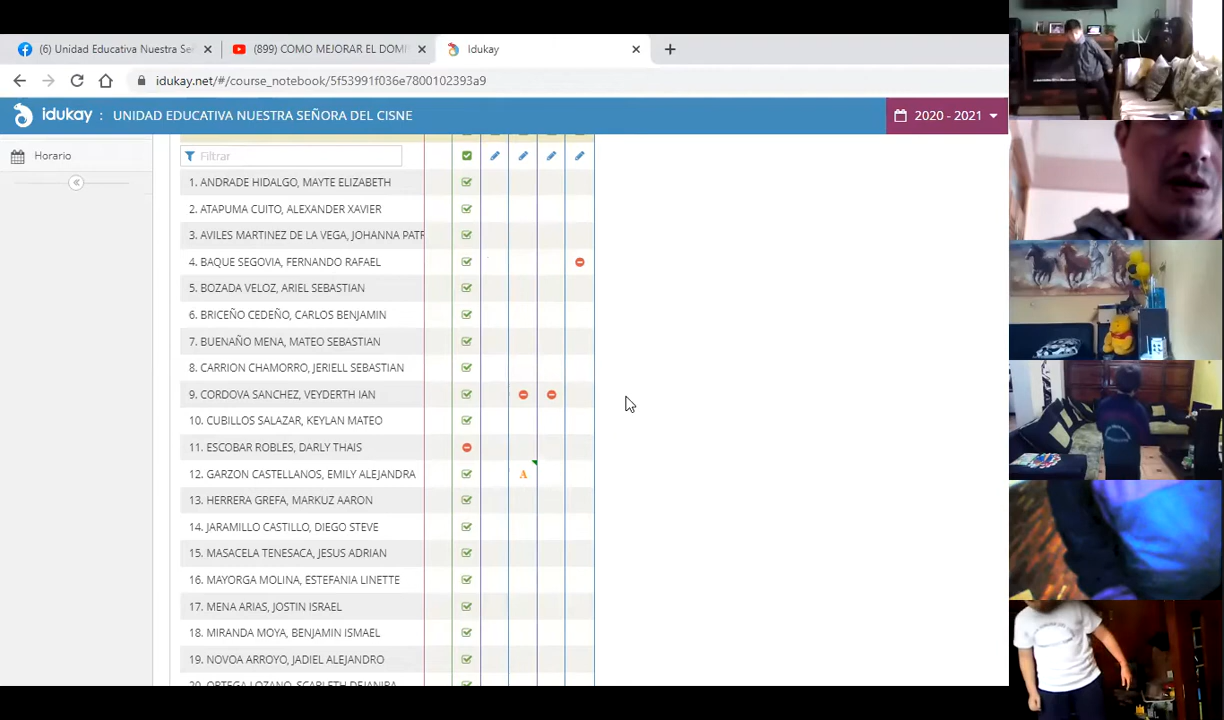 (6) Unidad Educativa Nuestra Se
(899) COMO MEJORAR EL DOMI
Idukay
idukay.net/#/course_notebook/5f53991f036e7800102393a9
idukay : UNIDAD EDUCATIVA NUESTRA SEÑORA DEL CISNE
2020 - 2021
Horario
Filtrar
1. ANDRADE HIDALGO, MAYTE ELIZABETH
2. ATAPUMA CUITO, ALEXANDER XAVIER
3. AVILES MARTINEZ DE LA VEGA, JOHANNA PATR
4. BAQUE SEGOVIA, FERNANDO RAFAEL
5. BOZADA VELOZ, ARIEL SEBASTIAN
6. BRICEÑO CEDEÑO, CARLOS BENJAMIN
7. BUENAÑO MENA, MATEO SEBASTIAN
8. CARRION CHAMORRO, JERIELL SEBASTIAN
9. CORDOVA SANCHEZ, VEYDERTH IAN
10. CUBILLOS SALAZAR, KEYLAN MATEO
11. ESCOBAR ROBLES, DARLY THAIS
12. GARZON CASTELLANOS, EMILY ALEJANDRA A
13. HERRERA GREFA, MARKUZ AARON
14. JARAMILLO CASTILLO, DIEGO STEVE
15. MASACELA TENESACA, JESUS ADRIAN
16. MAYORGA MOLINA, ESTEFANIA LINETTE
17. MENA ARIAS, JOSTIN ISRAEL
18. MIRANDA MOYA, BENJAMIN ISMAEL
19. NOVOA ARROYO, JADIEL ALEJANDRO
20. ORTEGA LOZANO, SCARLETH DEJANIRA